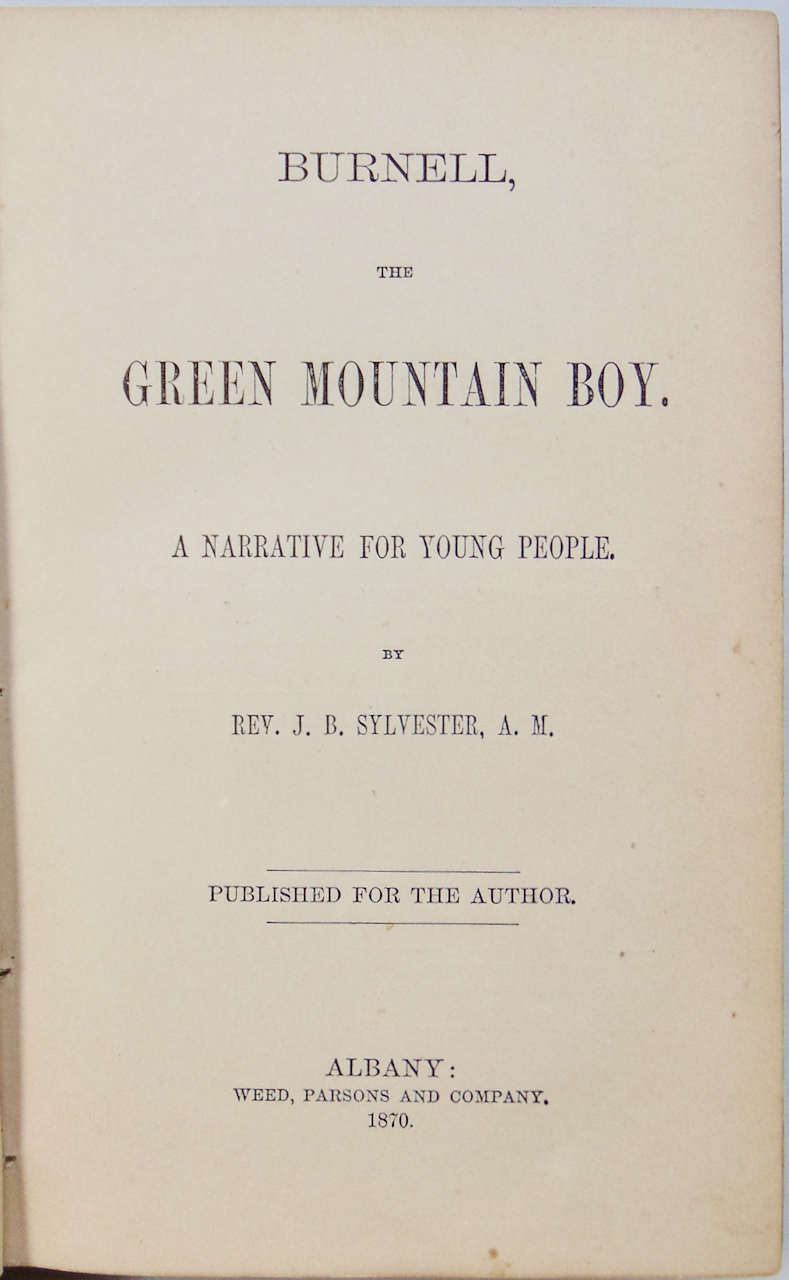 BURNELL,
THE
GREEN MOUNTAIN BOY.
A NARRATIVE FOR YOUNG PEOPLE.
BY
REV. J. B. SYLVESTER, A. M.
PUBLISHED FOR THE AUTHOR.
ALBANY:
WEED, PARSONS AND COMPANY.
1870.